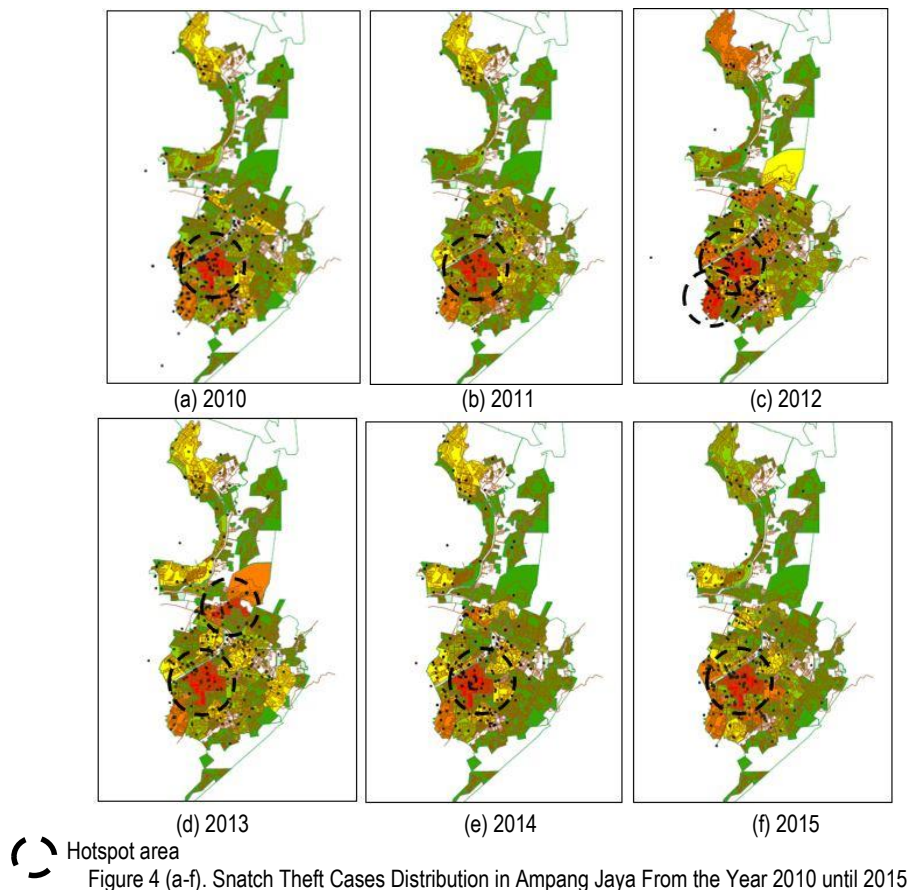 (a) 2010
(b) 2011
(c) 2012
(d) 2013
(e) 2014
(f) 2015
Hotspot area
Figure 4 (a-f). Snatch Theft Cases Distribution in Ampang Jaya From the Year 2010 until 2015